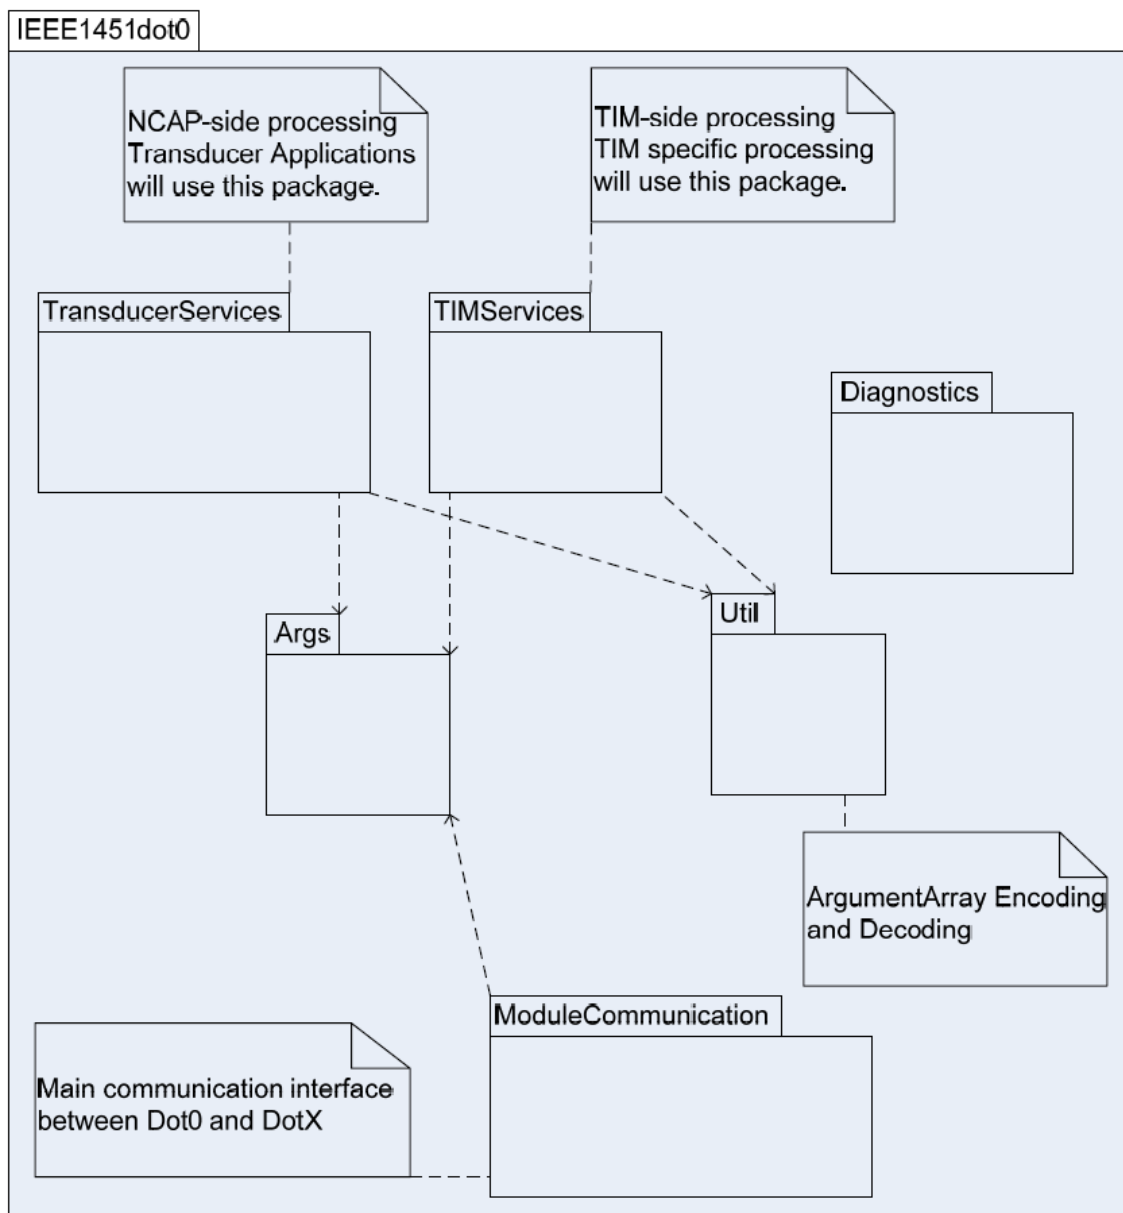 IEEE1451dot0
NCAP-side processing
Transducer Applications
will use this package.
TIM-side processing
TIM specific processing
will use this package.
TransducerServices
TIMServices
Diagnostics
Args
Util
ArgumentArray Encoding
and Decoding
ModuleCommunication
Main communication interface
between Dot0 and DotX